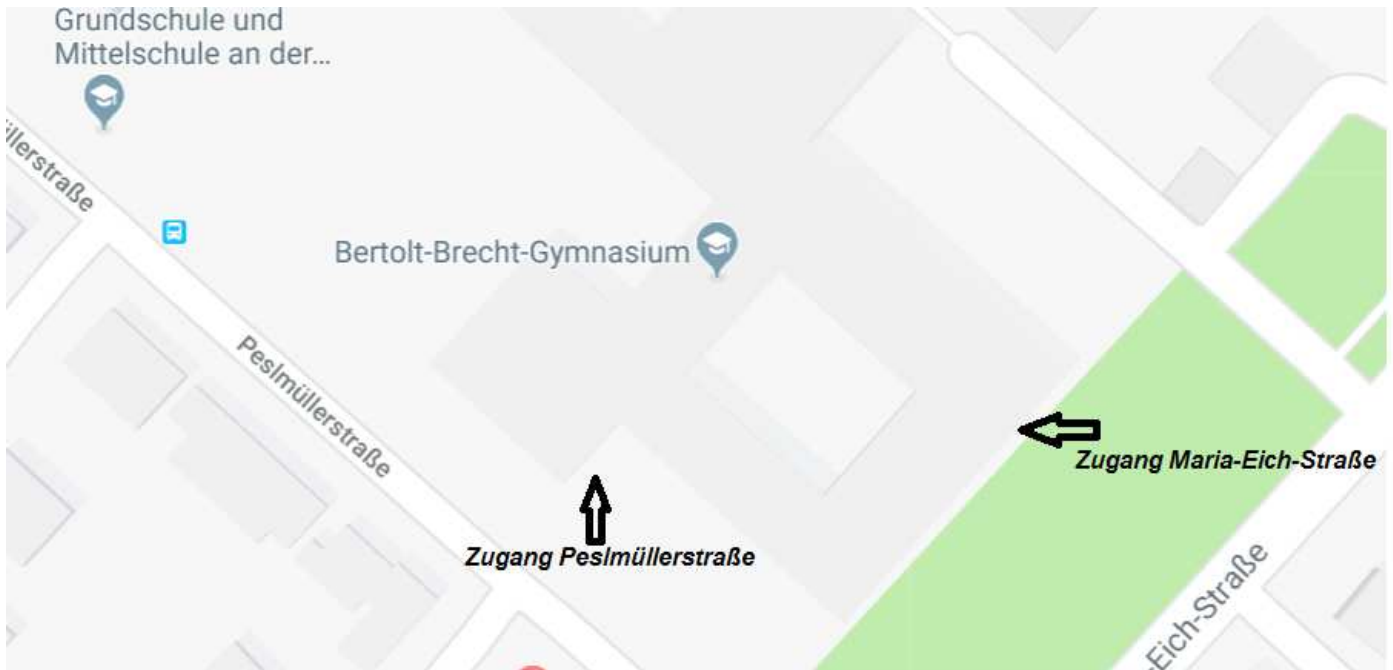 Grundschule und
Mittelschule an der...
llerstraße
Bertolt-Brecht-Gymnasium
Peslmüllerstraße
Zugang Maria-Eich-Straße
Zugang Peslmüllerstraße
-Eich-Straße